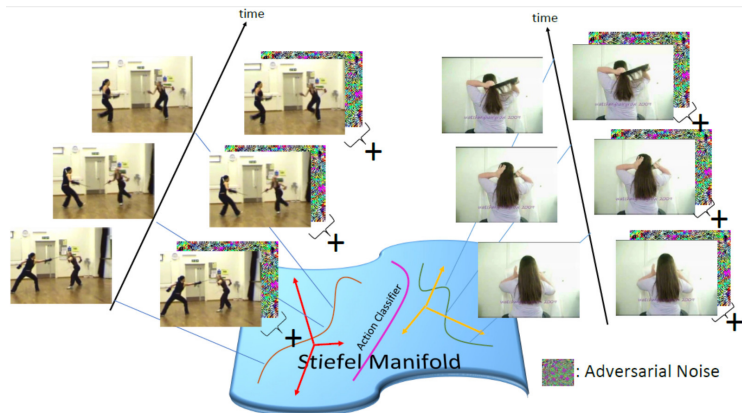 time
time
+
+
+
+
+
+
Action Classifier
Stiefel Manifold
: Adversarial Noise